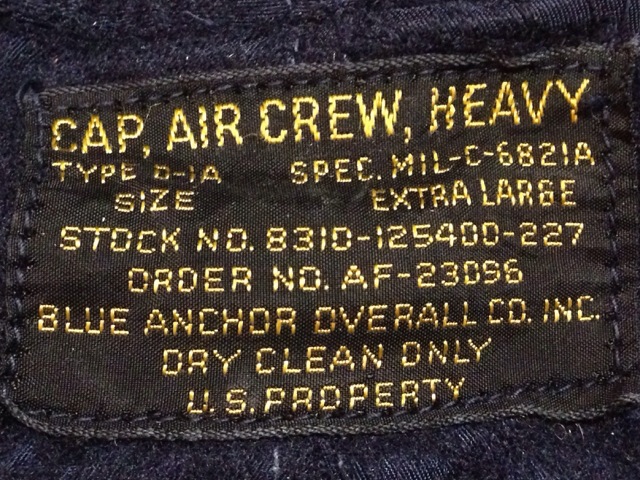 CAP, AIR CREW, HEAVY
TYPE D-1A SPEC. MIL-C-6821A
SIZE EXTRA LARGE
STOCK NO. 8310-125400-227
ORDER NO. AF-23096
BLUE ANCHOR OVERALL CO. INC.
DRY CLEAN ONLY
U.S. PROPERTY